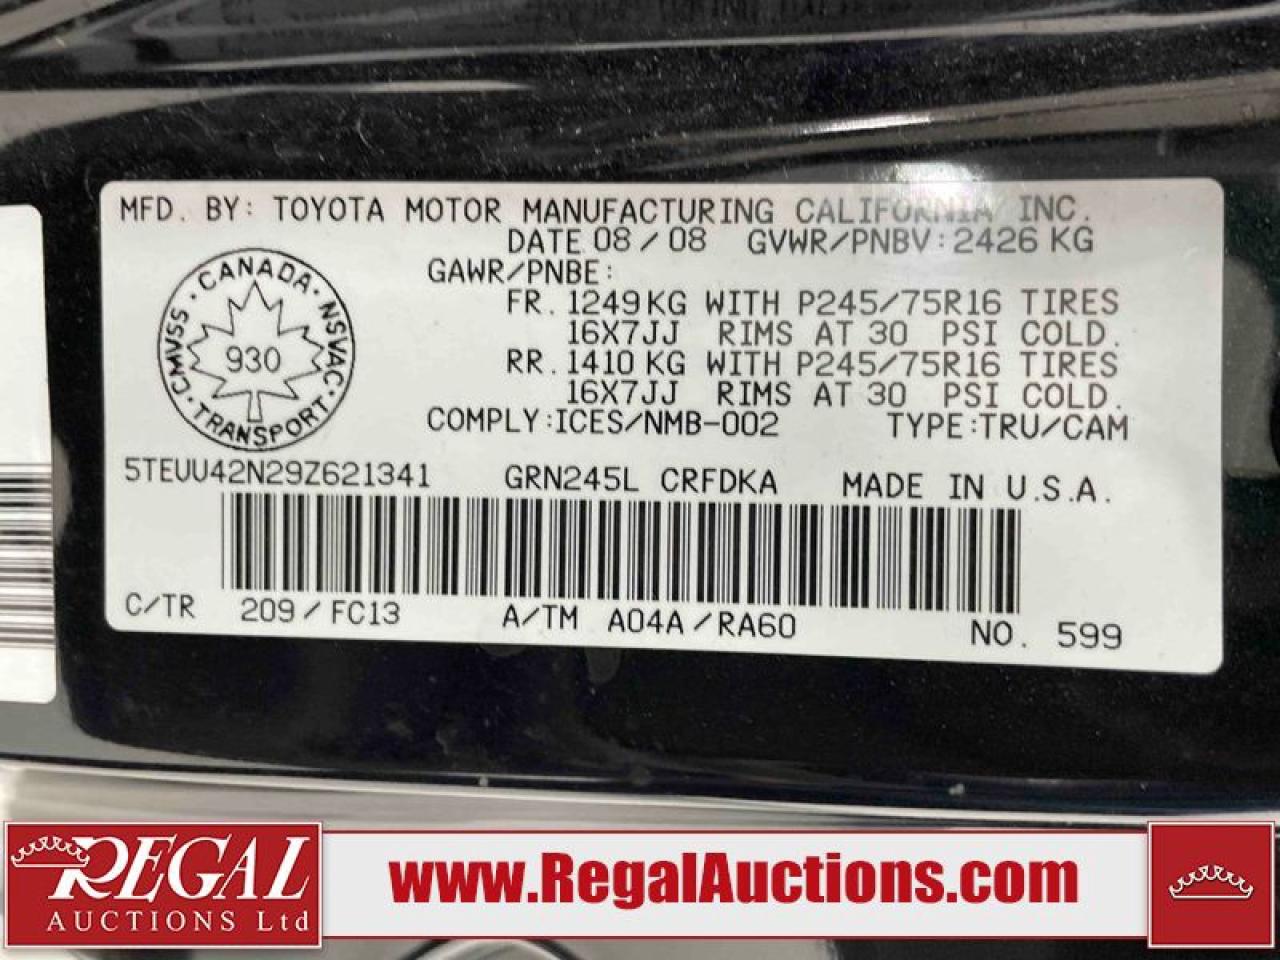 MFD. BY: TOYOTA MOTOR MANUFACTURING CALIFORNIA INC.
DATE 08/08 GVWR/PNBV: 2426 KG
GAWR/PNBE:
FR. 1249KG WITH P245/75R16 TIRES
16X7JJ RIMS AT 30 PSI COLD.
RR. 1410 KG WITH P245/75R16 TIRES
16X7JJ RIMS AT 30 PSI COLD.
COMPLY:ICES/NMB-002 TYPE:TRU/CAM
CANADA · NSVAC · TRANSPORT · CMVSS ·
930
5TEUU42N29Z621341 GRN245L CRFDKA MADE IN U.S.A.
C/TR 209/FC13 A/TM A04A/RA60 NO. 599
REGAL
AUCTIONS Ltd
www.RegalAuctions.com